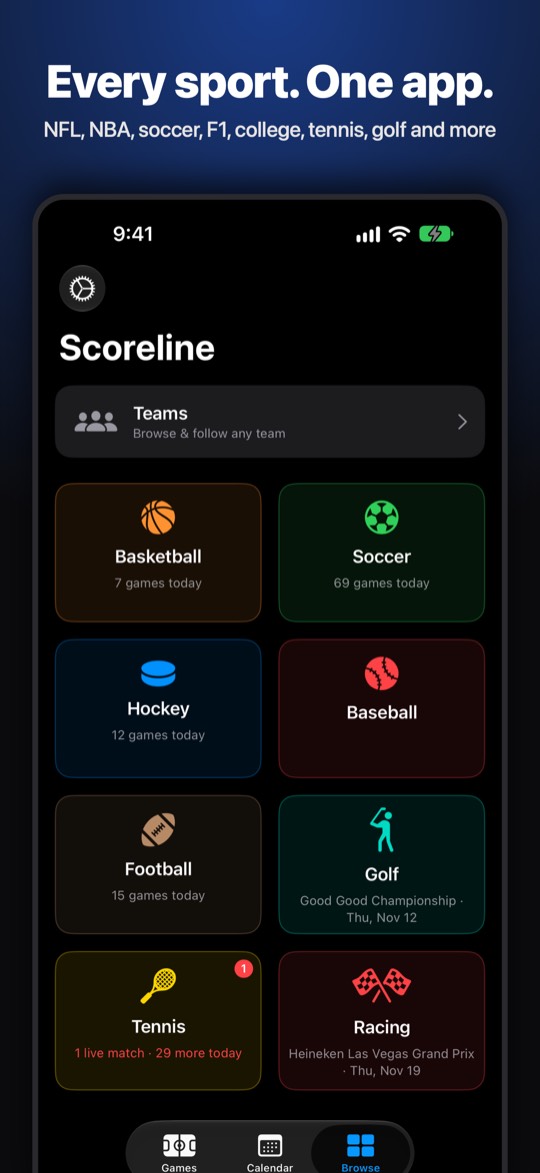 Every sport. One app.
NFL, NBA, soccer, F1, college, tennis, golf and more
9:41
Scoreline
Teams
Browse & follow any team
Basketball
7 games today
Soccer
69 games today
Hockey
12 games today
Baseball
Football
15 games today
Golf
Good Good Championship ·
Thu, Nov 12
1
Tennis
1 live match · 29 more today
Racing
Heineken Las Vegas Grand Prix
· Thu, Nov 19
Games
Calendar
Browse